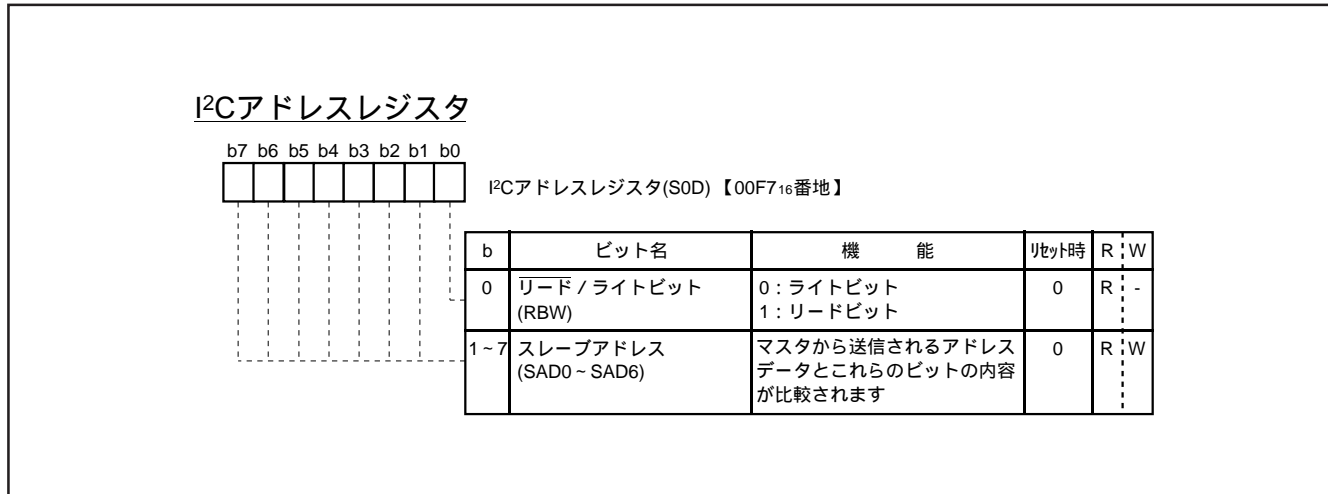 I²Cアドレスレジスタ
b7 b6 b5 b4 b3 b2 b1 b0
I²Cアドレスレジスタ(S0D)【00F7₁₆番地】
b ビット名 機 能 リセット時 R W
0 リード / ライトビット 0：ライトビット 0 R -
(RBW) 1：リードビット
1～7 スレーブアドレス マスタから送信されるアドレス 0 R W
(SAD0～SAD6) データとこれらのビットの内容
が比較されます